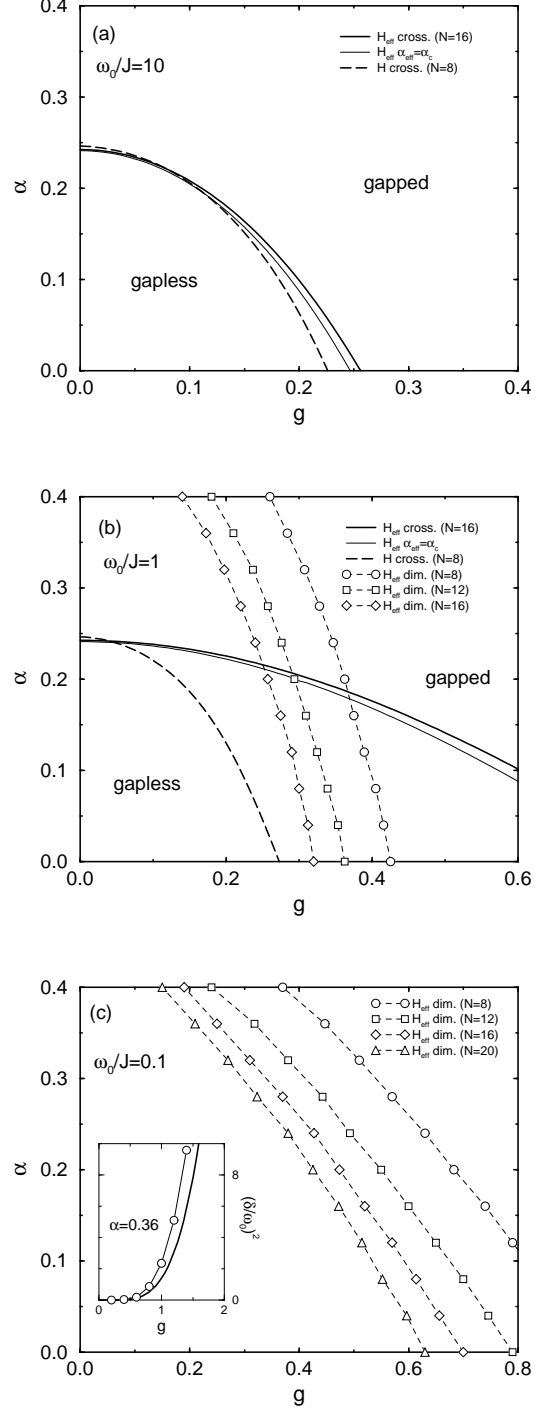 (a)
ω₀/J=10
H_eff cross. (N=16)
H_eff α_eff=α_c
H cross. (N=8)
gapped
gapless
α
0.4
0.3
0.2
0.1
0.0
0.0 0.1 0.2 0.3 0.4
g
(b)
ω₀/J=1
H_eff cross. (N=16)
H_eff α_eff=α_c
H cross. (N=8)
H_eff dim. (N=8)
H_eff dim. (N=12)
H_eff dim. (N=16)
gapped
gapless
α
0.4
0.3
0.2
0.1
0.0
0.0 0.2 0.4 0.6
g
(c)
ω₀/J=0.1
H_eff dim. (N=8)
H_eff dim. (N=12)
H_eff dim. (N=16)
H_eff dim. (N=20)
α
0.4
0.3
0.2
0.1
0.0
α=0.36
8
0
(δ/ω₀)²
0 1 2
g
0.0 0.2 0.4 0.6 0.8
g